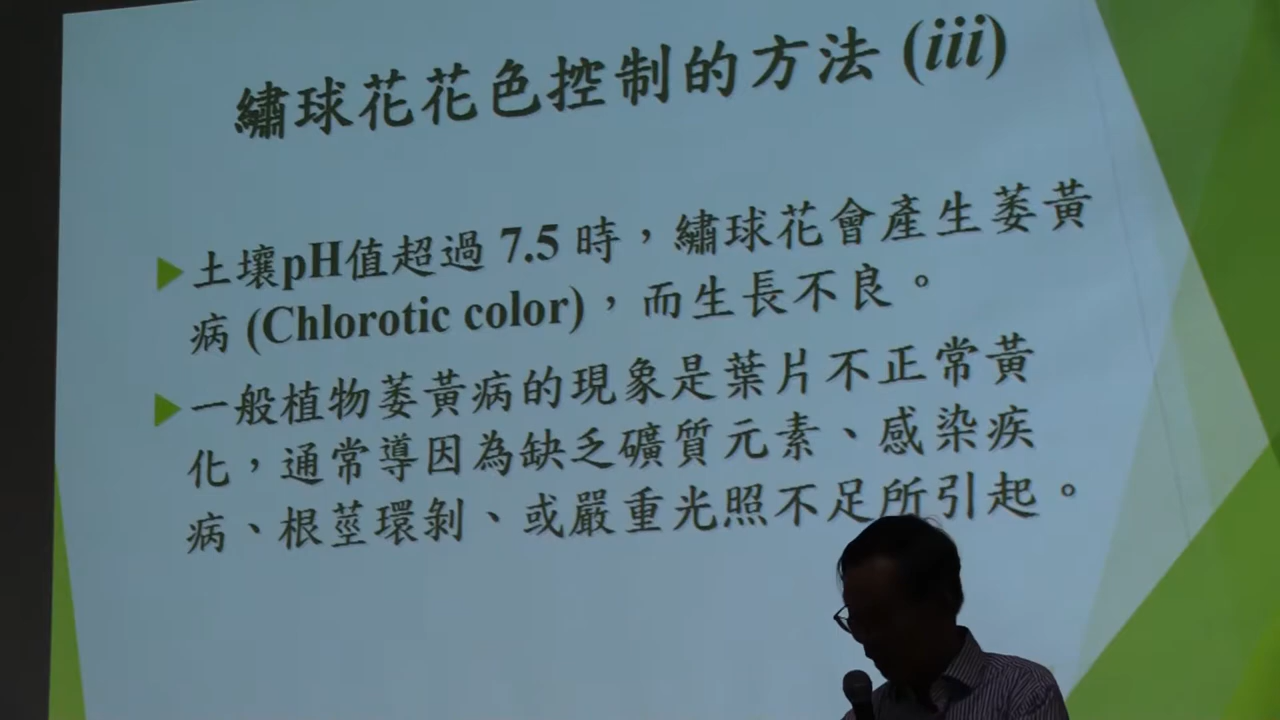 繡球花花色控制的方法 (iii)
土壤pH值超過 7.5 時，繡球花會產生萎黃
病 (Chlorotic color)，而生長不良。
一般植物萎黃病的現象是葉片不正常黃
化，通常導因為缺乏礦質元素、感染疾
病、根莖環剝、或嚴重光照不足所引起。